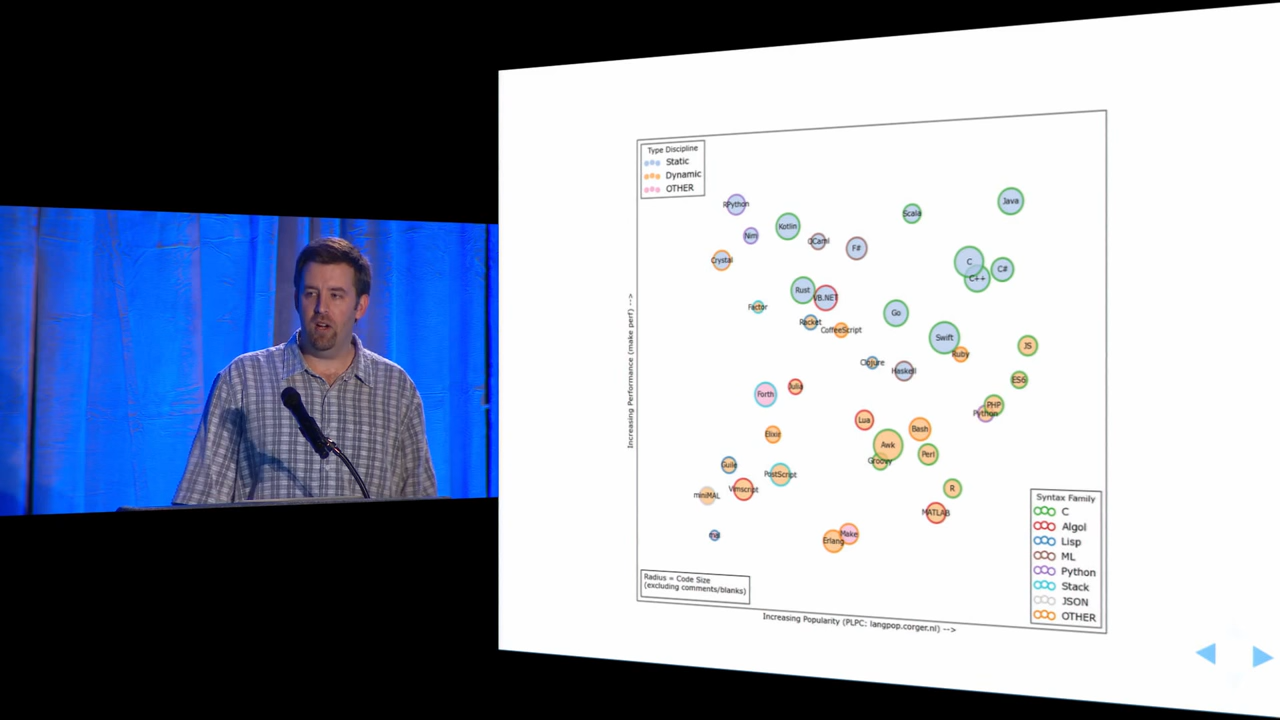 Type Discipline
Static
Dynamic
OTHER
RPython
Nim
Crystal
Kotlin
OCaml
F#
Scala
Java
C
C++
C#
Factor
Rust
VB.NET
Racket
CoffeeScript
Go
Swift
Ruby
JS
ES6
Clojure
Haskell
Forth
Julia
PHP
Python
Lua
Elixir
Awk
Groovy
Bash
Perl
Guile
PostScript
miniMAL
Vimscript
R
MATLAB
mal
Erlang
Make
Syntax Family
C
Algol
Lisp
ML
Python
Stack
JSON
OTHER
Radius = Code Size
(excluding comments/blanks)
Increasing Performance (make perf) -->
Increasing Popularity (PLPC: langpop.corger.nl) -->